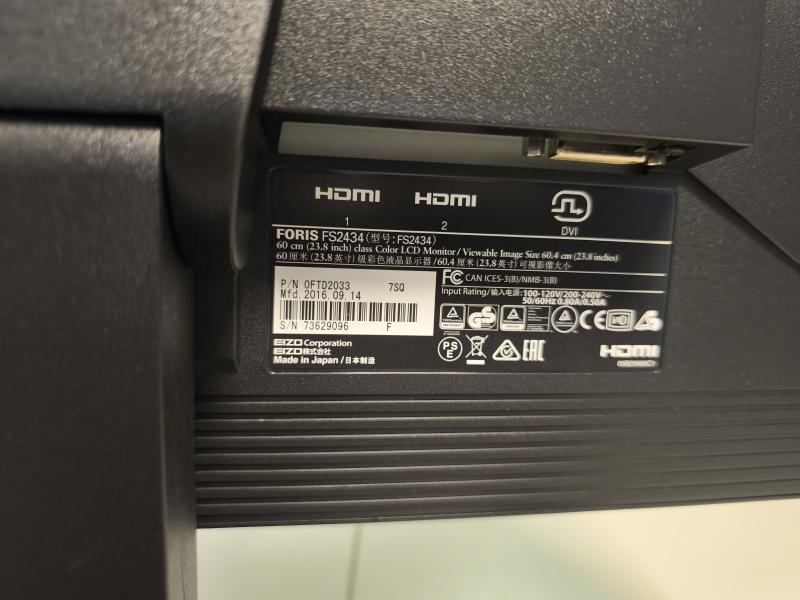 HDMI HDMI
1 2 DVI
FORIS FS2434 (型号: FS2434)
60 cm (23.8 inch) class Color LCD Monitor / Viewable Image Size 60.4 cm (23.8 inches)
60厘米 (23.8英寸) 级彩色液晶显示器 / 60.4厘米 (23.8英寸) 可视影像大小
P/N 0FTD2033 7SQ
Mfd. 2016.09.14
S/N 73629096 F
FC CAN ICES-3(B)/NMB-3(B)
Input Rating/输入电源: 100-120V/200-240V~
50/60Hz 0.80A/0.50A
GS CE
PSE EAC
EIZO Corporation
EIZO株式会社
Made in Japan /日本制造
HDMI